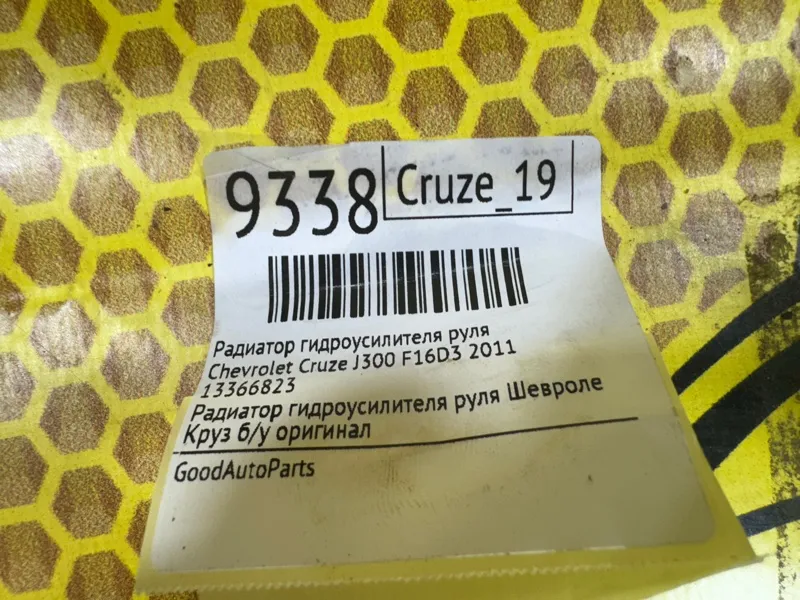 9338 Cruze_19
Радиатор гидроусилителя руля
Chevrolet Cruze J300 F16D3 2011
13366823
Радиатор гидроусилителя руля Шевроле
Круз б/у оригинал
GoodAutoParts